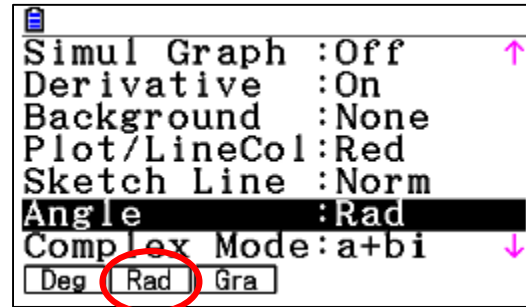 Simul Graph :Off ↑
Derivative :On
Background :None
Plot/LineCol:Red
Sketch Line :Norm
Angle :Rad
Complex Mode:a+bi ↓
Deg Rad Gra